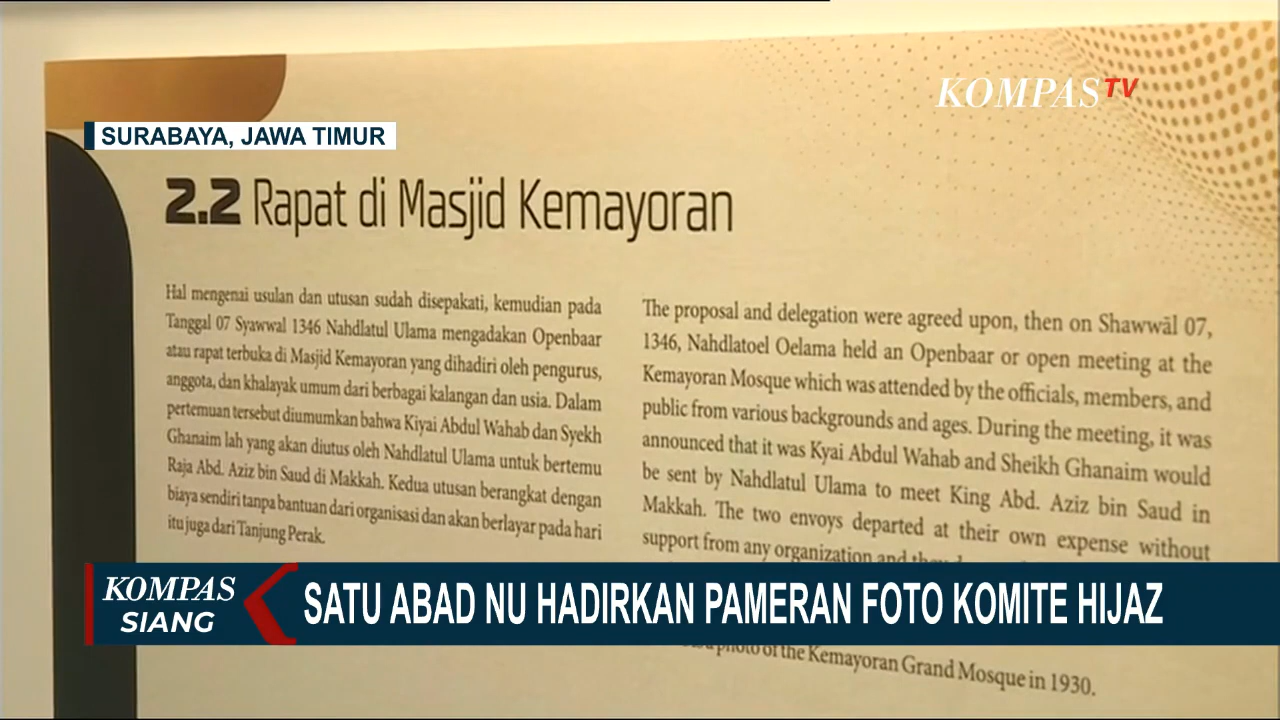 KOMPAS TV
SURABAYA, JAWA TIMUR
2.2 Rapat di Masjid Kemayoran
Hal mengenai usulan dan utusan sudah disepakati, kemudian pada
Tanggal 07 Syawwal 1346 Nahdlatul Ulama mengadakan Openbaar
atau rapat terbuka di Masjid Kemayoran yang dihadiri oleh pengurus,
anggota, dan khalayak umum dari berbagai kalangan dan usia. Dalam
pertemuan tersebut diumumkan bahwa Kiyai Abdul Wahab dan Syekh
Ghanaim lah yang akan diutus oleh Nahdlatul Ulama untuk bertemu
Raja Abd. Aziz bin Saud di Makkah. Kedua utusan berangkat dengan
biaya sendiri tanpa bantuan dari organisasi dan akan berlayar pada hari
itu juga dari Tanjung Perak.
The proposal and delegation were agreed upon, then on Shawwāl 07,
1346, Nahdlatoel Oelama held an Openbaar or open meeting at the
Kemayoran Mosque which was attended by the officials, members, and
public from various backgrounds and ages. During the meeting, it was
announced that it was Kyai Abdul Wahab and Sheikh Ghanaim would
be sent by Nahdlatul Ulama to meet King Abd. Aziz bin Saud in
Makkah. The two envoys departed at their own expense without
support from any organization and they
photo of the Kemayoran Grand Mosque in 1930.
KOMPAS
SIANG
SATU ABAD NU HADIRKAN PAMERAN FOTO KOMITE HIJAZ